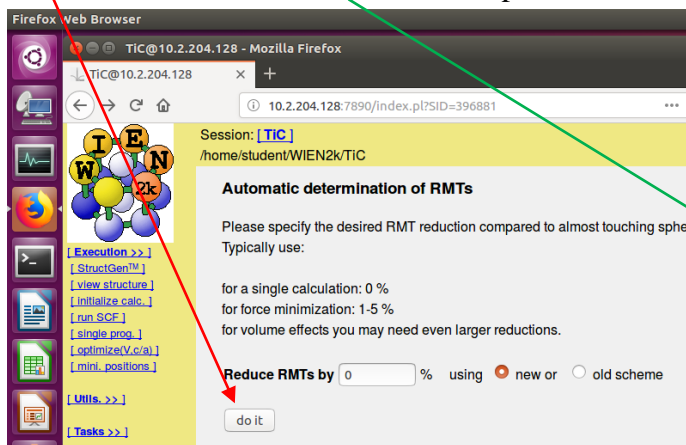 Firefox Web Browser
TiC@10.2.204.128 - Mozilla Firefox
TiC@10.2.204.128
10.2.204.128:7890/index.pl?SID=396881
W I E N 2k
Session: [ TiC ]
/home/student/WIEN2k/TiC
Automatic determination of RMTs
Please specify the desired RMT reduction compared to almost touching sphe
Typically use:
for a single calculation: 0 %
for force minimization: 1-5 %
for volume effects you may need even larger reductions.
Reduce RMTs by 0 % using new or old scheme
do it
[ Execution >> ]
[ StructGen™ ]
[ view structure ]
[ initialize calc. ]
[ run SCF ]
[ single prog. ]
[ optimize(V,c/a) ]
[ mini. positions ]
[ Utils. >> ]
[ Tasks >> ]